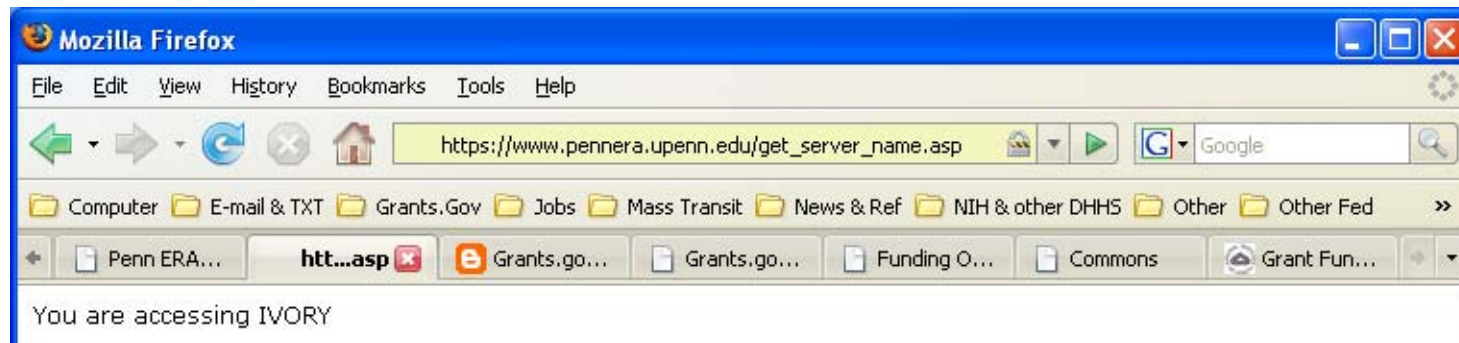 Mozilla Firefox
File Edit View History Bookmarks Tools Help
https://www.pennera.upenn.edu/get_server_name.asp G Google
Computer E-mail & TXT Grants.Gov Jobs Mass Transit News & Ref NIH & other DHHS Other Other Fed »
Penn ERA... htt...asp Grants.go... Grants.go... Funding O... Commons Grant Fun...
You are accessing IVORY